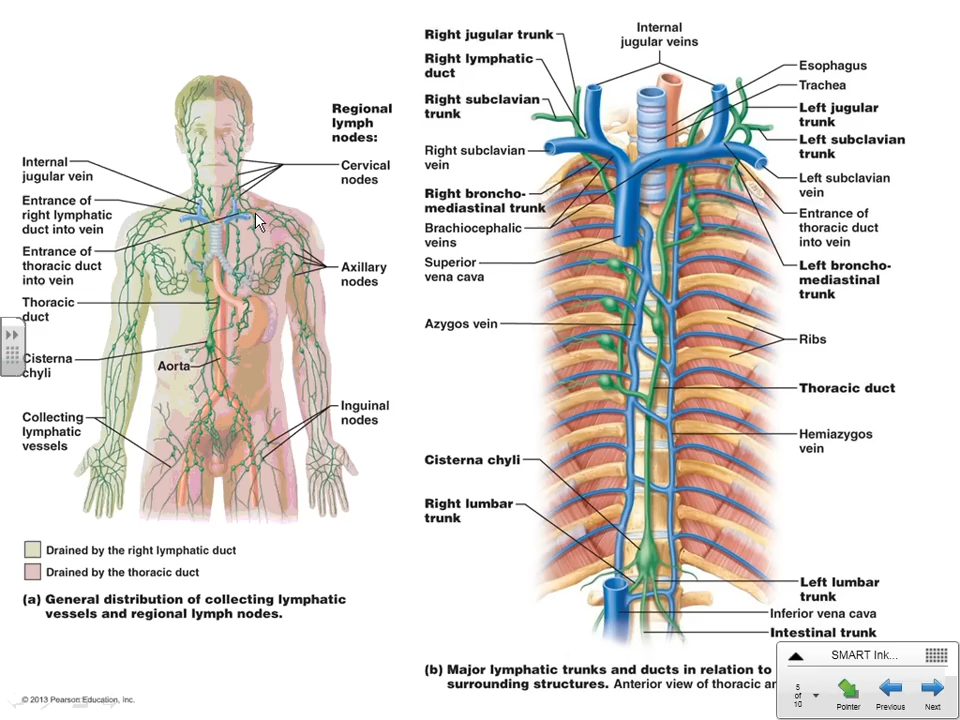 Regional
lymph
nodes:
Internal
jugular vein
Entrance of
right lymphatic
duct into vein
Entrance of
thoracic duct
into vein
Thoracic
duct
Cisterna
chyli
Aorta
Collecting
lymphatic
vessels
Cervical
nodes
Axillary
nodes
Inguinal
nodes
Drained by the right lymphatic duct
Drained by the thoracic duct
(a) General distribution of collecting lymphatic
vessels and regional lymph nodes.
© 2013 Pearson Education, Inc.
Internal
jugular veins
Right jugular trunk
Right lymphatic
duct
Right subclavian
trunk
Right subclavian
vein
Right broncho-
mediastinal trunk
Brachiocephalic
veins
Superior
vena cava
Azygos vein
Cisterna chyli
Right lumbar
trunk
Esophagus
Trachea
Left jugular
trunk
Left subclavian
trunk
Left subclavian
vein
Entrance of
thoracic duct
into vein
Left broncho-
mediastinal
trunk
Ribs
Thoracic duct
Hemiazygos
vein
Left lumbar
trunk
Inferior vena cava
Intestinal trunk
(b) Major lymphatic trunks and ducts in relation to
surrounding structures. Anterior view of thoracic
SMART Ink...
5
of
10
Pointer
Previous
Next